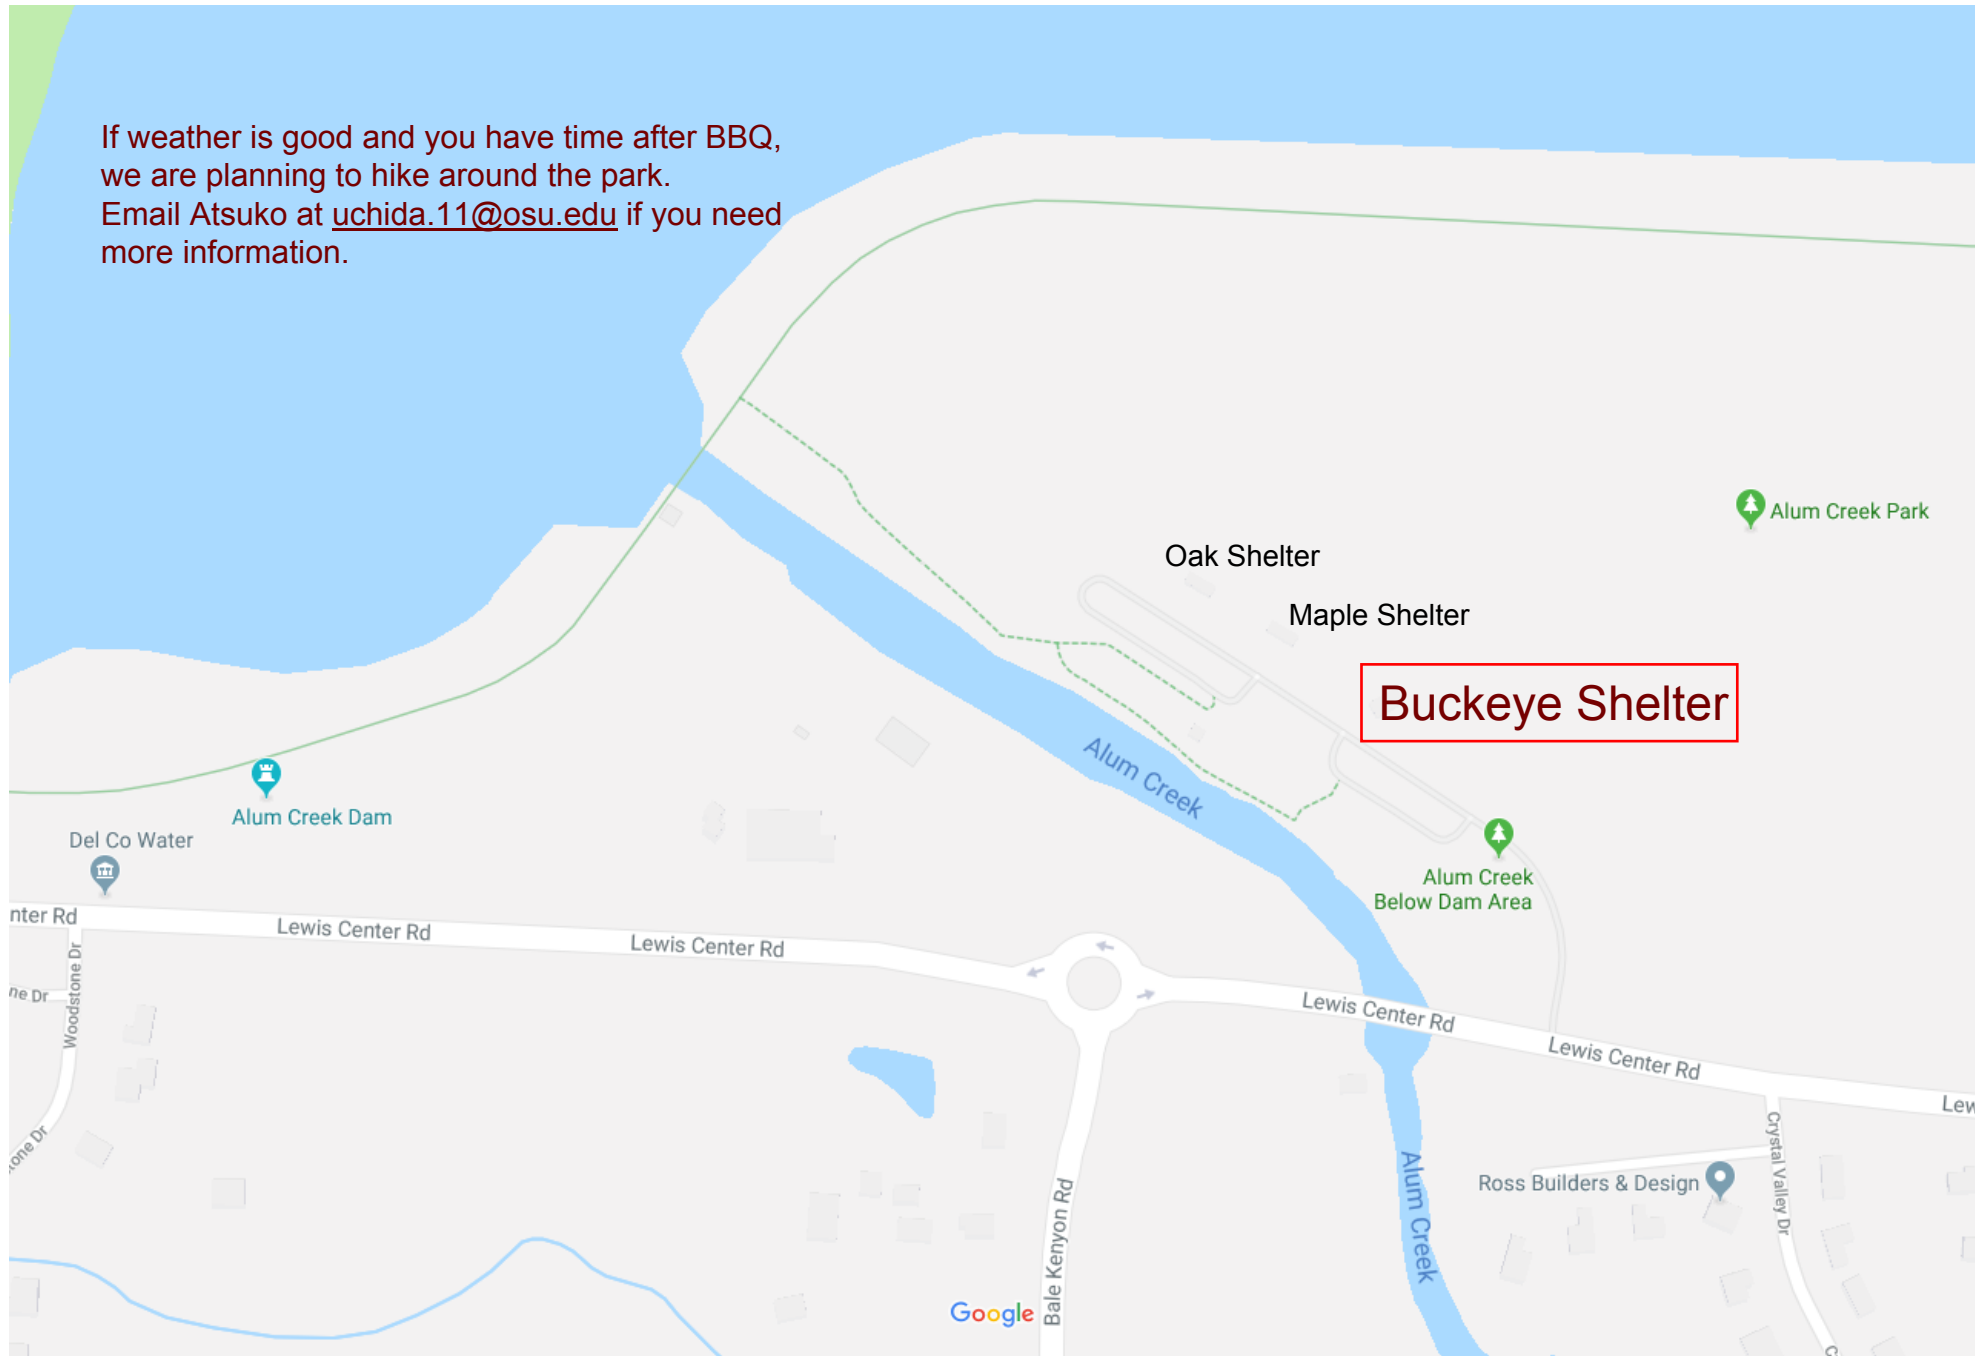 If weather is good and you have time after BBQ,
we are planning to hike around the park.
Email Atsuko at uchida.11@osu.edu if you need
more information.
Alum Creek Park
Oak Shelter
Maple Shelter
Buckeye Shelter
Alum Creek
Alum Creek Dam
Del Co Water
Alum Creek
Below Dam Area
nter Rd
Lewis Center Rd
Lewis Center Rd
Lewis Center Rd
Lewis Center Rd
Lew
Woodstone Dr
ne Dr
one Dr
Crystal Valley Dr
Alum Creek
Ross Builders & Design
Bale Kenyon Rd
Google
C